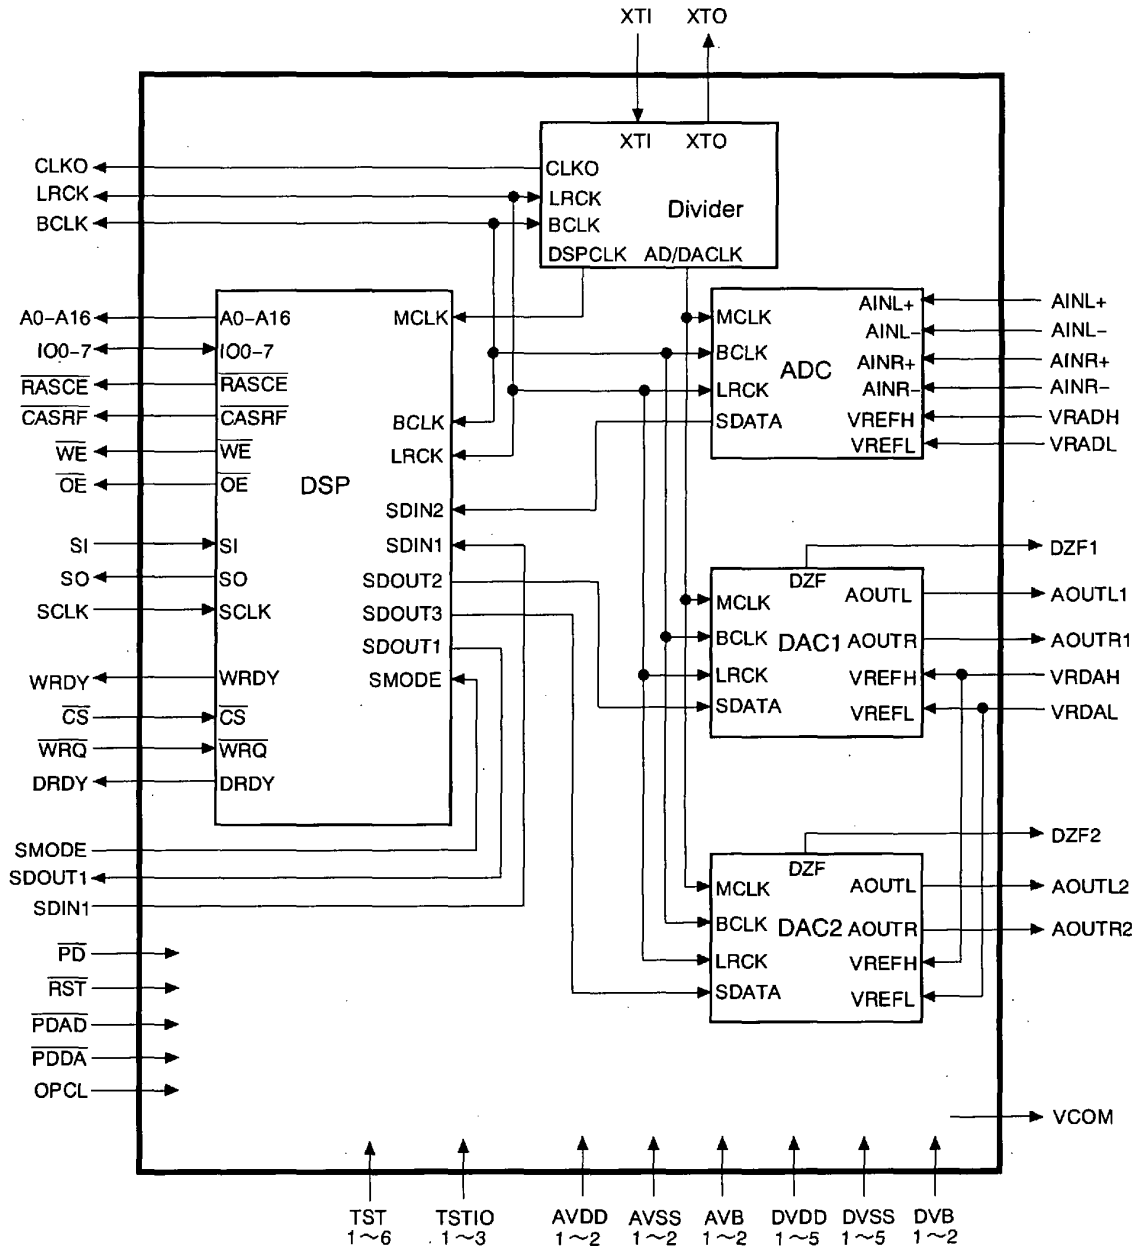 XTI XTO
XTI XTO
CLKO CLKO
LRCK LRCK
Divider
BCLK BCLK
DSPCLK AD/DACLK
A0-A16 A0-A16 MCLK MCLK AINL+ AINL+
IO0-7 IO0-7 BCLK AINL- AINL-
ADC AINR+ AINR+
RASCE RASCE LRCK AINR- AINR-
CASRF CASRF BCLK SDATA VREFH VRADH
WE WE LRCK VREFL VRADL
OE OE DSP
SDIN2
SI SI SDIN1 DZF1
SO SO SDOUT2 DZF
MCLK AOUTL AOUTL1
SCLK SCLK SDOUT3
BCLK DAC1 AOUTR AOUTR1
SDOUT1
WRDY WRDY SMODE LRCK VREFH VRDAH
CS CS SDATA VREFL VRDAL
WRQ WRQ
DRDY DRDY
SMODE DZF2
DZF
SDOUT1 MCLK AOUTL AOUTL2
SDIN1
BCLK DAC2 AOUTR AOUTR2
PD LRCK VREFH
RST SDATA VREFL
PDAD
PDDA
OPCL
VCOM
TST TSTIO AVDD AVSS AVB DVDD DVSS DVB
1～6 1～3 1～2 1～2 1～2 1～5 1～5 1～2